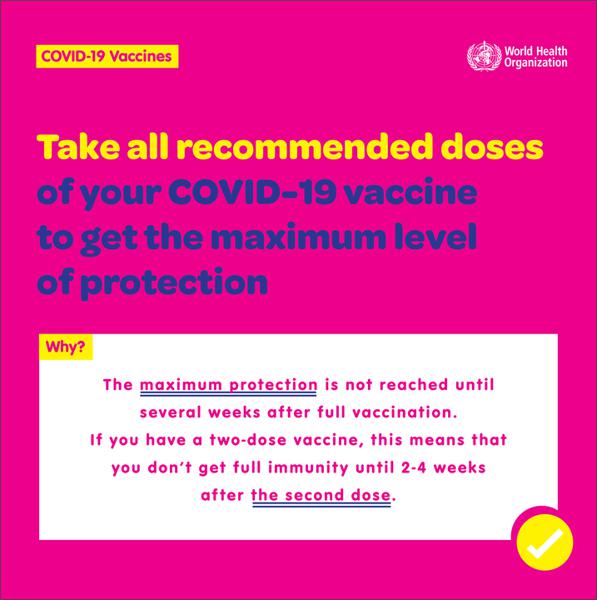 COVID-19 Vaccines
World Health
Organization
Take all recommended doses
of your COVID-19 vaccine
to get the maximum level
of protection
Why?
The maximum protection is not reached until
several weeks after full vaccination.
If you have a two-dose vaccine, this means that
you don't get full immunity until 2-4 weeks
after the second dose.